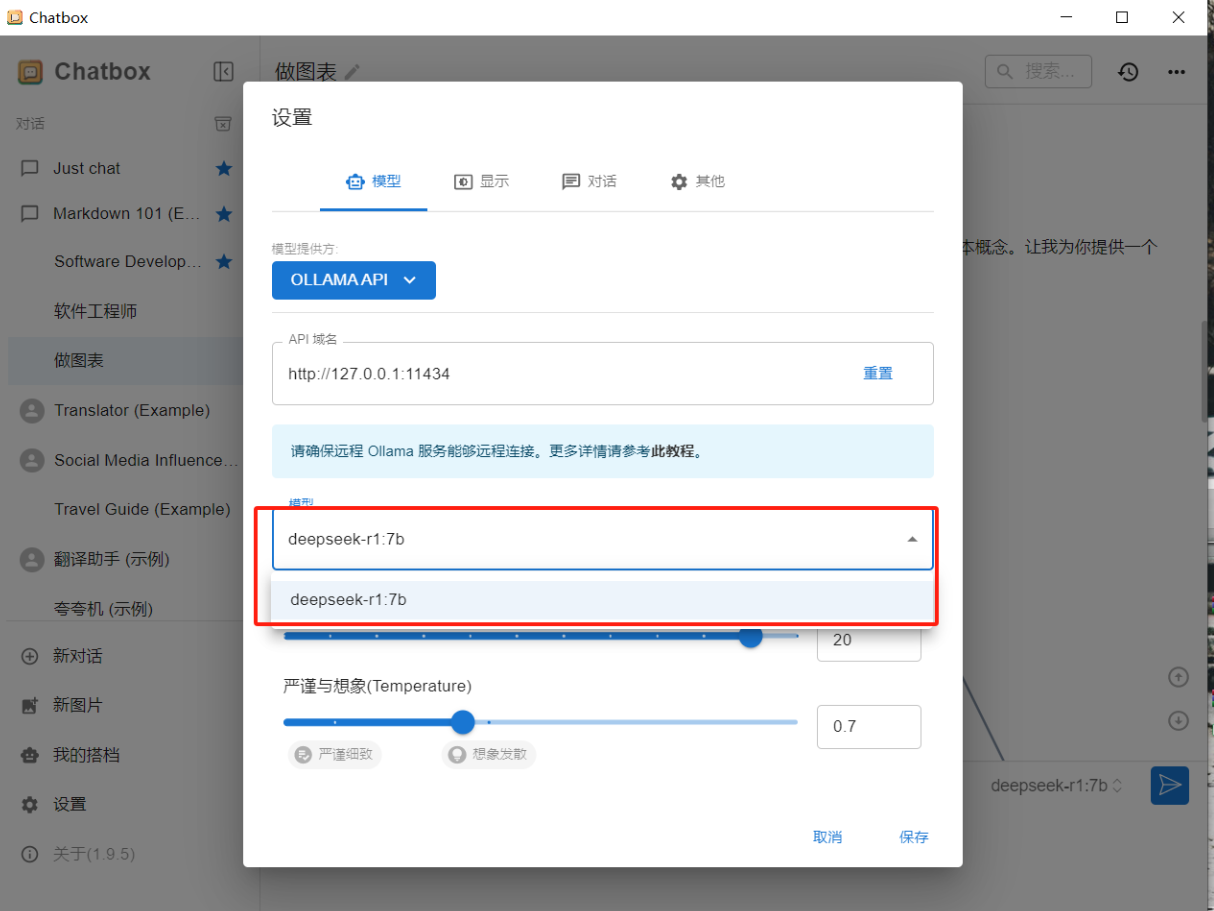 Chatbox
Chatbox
做图表
搜索...
对话
Just chat
Markdown 101 (E...
Software Develop...
软件工程师
做图表
Translator (Example)
Social Media Influence...
Travel Guide (Example)
翻译助手 (示例)
夸夸机 (示例)
新对话
新图片
我的搭档
设置
关于(1.9.5)
本概念。让我为你提供一个
设置
模型
显示
对话
其他
模型提供方:
OLLAMA API
API 域名
http://127.0.0.1:11434
重置
请确保远程 Ollama 服务能够远程连接。更多详情请参考此教程。
模型
deepseek-r1:7b
deepseek-r1:7b
20
严谨与想象(Temperature)
0.7
严谨细致
想象发散
取消
保存
deepseek-r1:7b